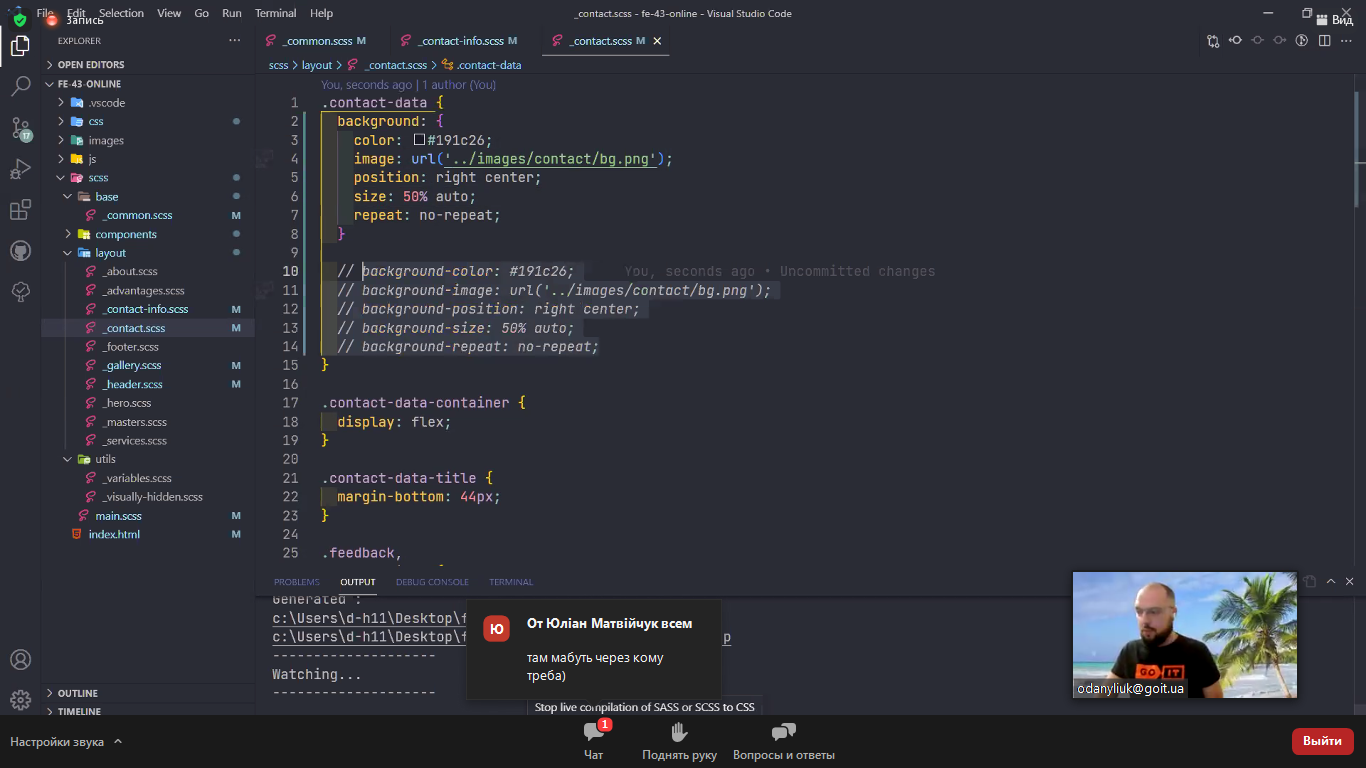 File Edit Selection View Go Run Terminal Help
_contact.scss - fe-43-online - Visual Studio Code
Запись
Вид
EXPLORER
OPEN EDITORS
FE-43-ONLINE
.vscode
css
images
js
scss
base
_common.scss M
components
layout
_about.scss
_advantages.scss
_contact-info.scss M
_contact.scss M
_footer.scss
_gallery.scss M
_header.scss M
_hero.scss
_masters.scss
_services.scss
utils
_variables.scss
_visually-hidden.scss
main.scss M
index.html M
OUTLINE
TIMELINE
17
_common.scss M
_contact-info.scss M
_contact.scss M
scss > layout > _contact.scss > .contact-data
You, seconds ago | 1 author (You)
1 .contact-data {
2 background: {
3 color: #191c26;
4 image: url('../images/contact/bg.png');
5 position: right center;
6 size: 50% auto;
7 repeat: no-repeat;
8 }
9
10 // background-color: #191c26; You, seconds ago • Uncommitted changes
11 // background-image: url('../images/contact/bg.png');
12 // background-position: right center;
13 // background-size: 50% auto;
14 // background-repeat: no-repeat;
15 }
16
17 .contact-data-container {
18 display: flex;
19 }
20
21 .contact-data-title {
22 margin-bottom: 44px;
23 }
24
25 .feedback,
PROBLEMS OUTPUT DEBUG CONSOLE TERMINAL
Generated :
c:\Users\d-h11\Desktop\f
c:\Users\d-h11\Desktop\f
p
--------------------
Watching...
--------------------
Ю
От Юліан Матвійчук всем
там мабуть через кому
треба)
Stop live compilation of SASS or SCSS to CSS
GO IT
odanyliuk@goit.ua
Настройки звука
1
Чат
Поднять руку
Вопросы и ответы
Выйти